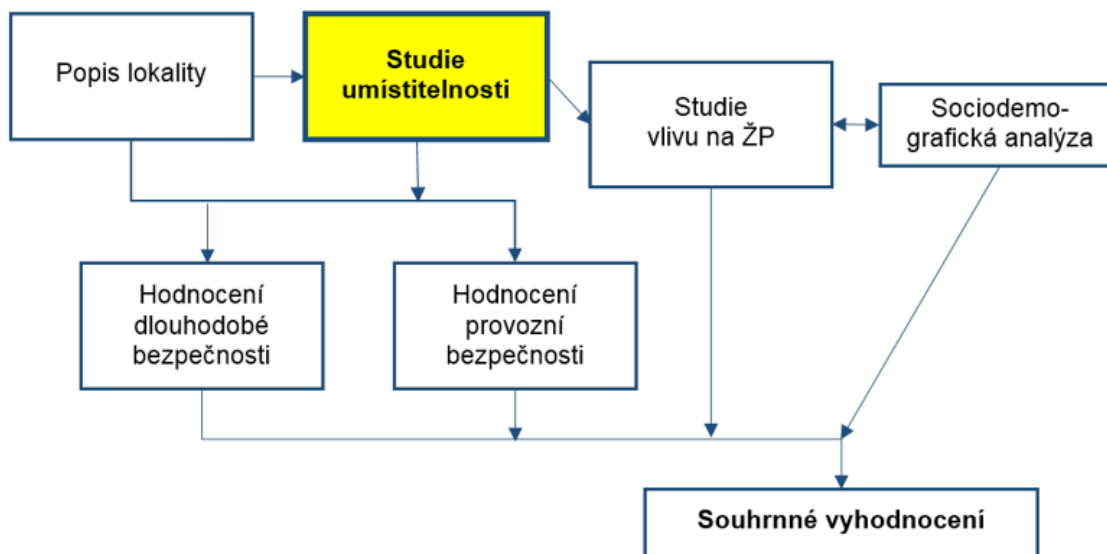 Popis lokality
Studie
umístitelnosti
Studie
vlivu na ŽP
Sociodemo-
grafická analýza
Hodnocení
dlouhodobé
bezpečnosti
Hodnocení
provozní
bezpečnosti
Souhrnné vyhodnocení